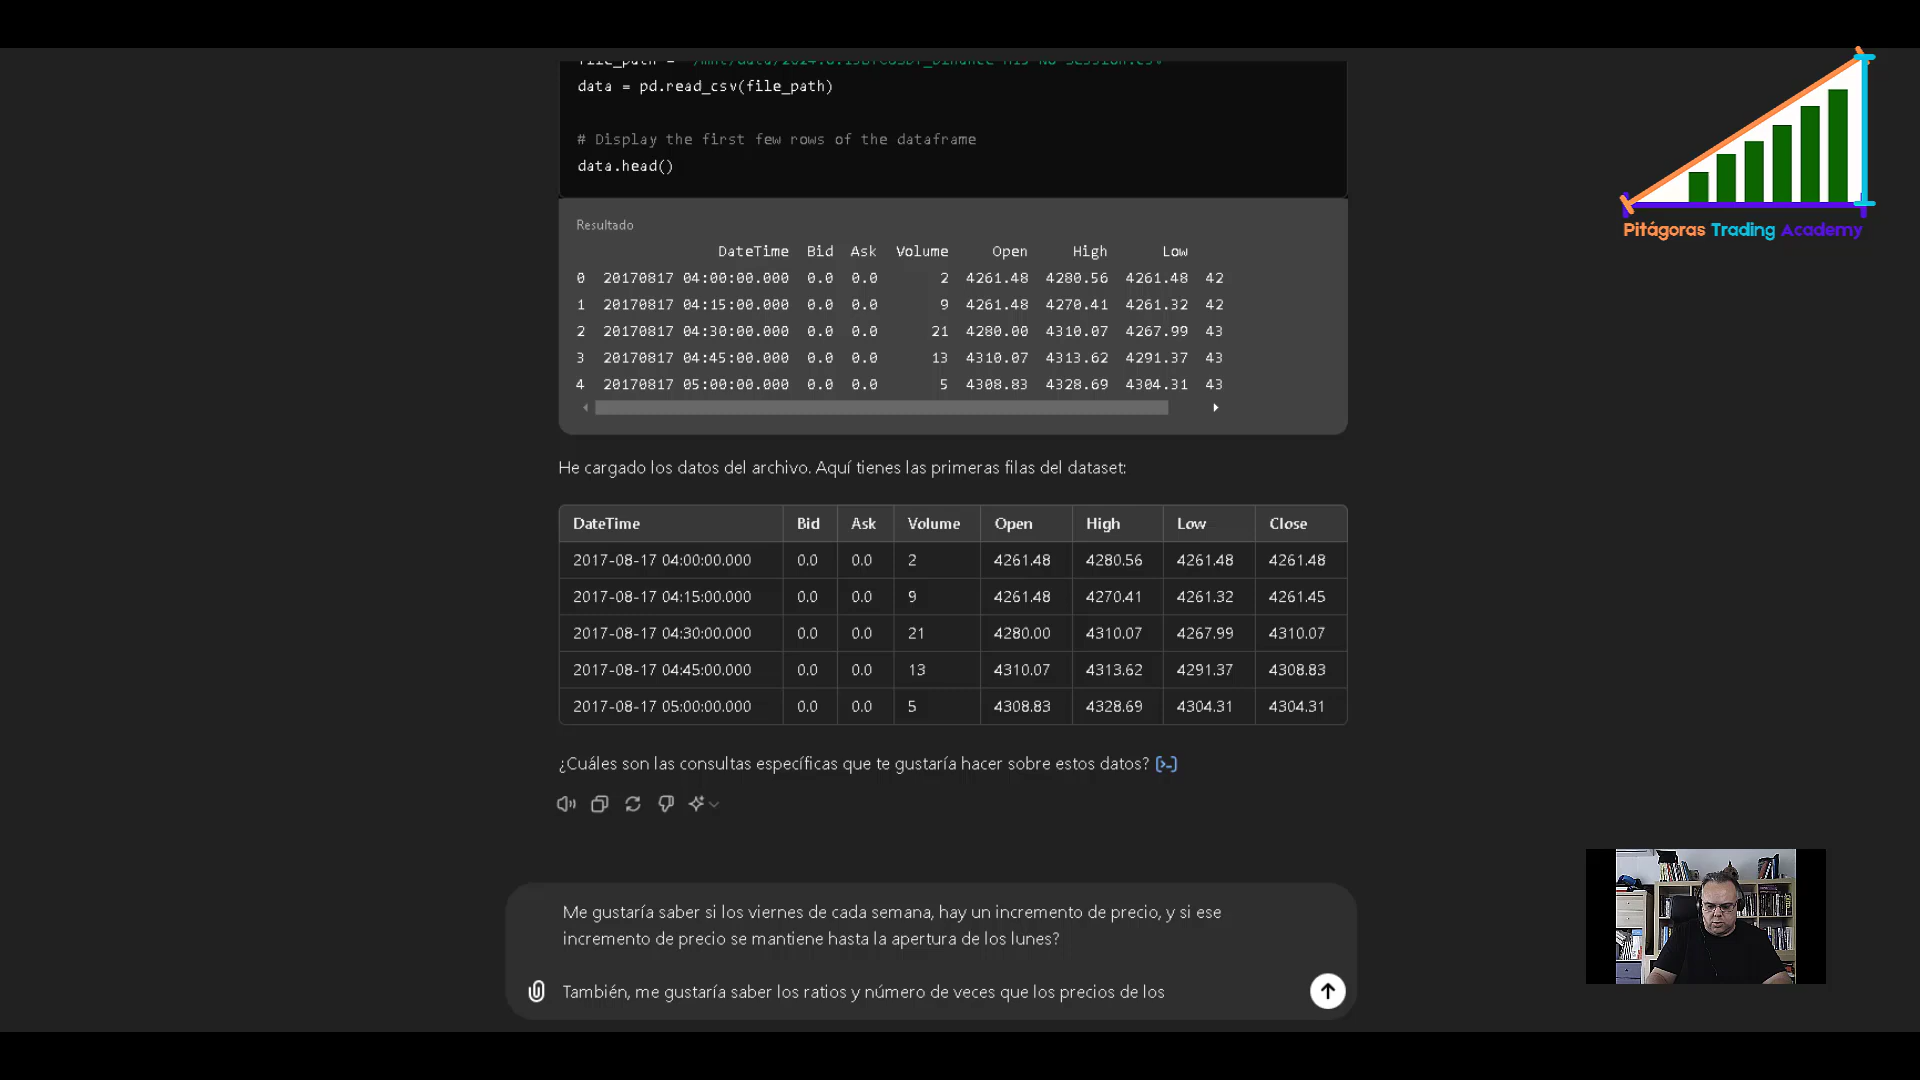 file_path = "/mnt/data/2024.6.15BTCUSDT_Binance M15 No Session.csv"
data = pd.read_csv(file_path)
# Display the first few rows of the dataframe
data.head()
Resultado
DateTime Bid Ask Volume Open High Low
0 20170817 04:00:00.000 0.0 0.0 2 4261.48 4280.56 4261.48 42
1 20170817 04:15:00.000 0.0 0.0 9 4261.48 4270.41 4261.32 42
2 20170817 04:30:00.000 0.0 0.0 21 4280.00 4310.07 4267.99 43
3 20170817 04:45:00.000 0.0 0.0 13 4310.07 4313.62 4291.37 43
4 20170817 05:00:00.000 0.0 0.0 5 4308.83 4328.69 4304.31 43
He cargado los datos del archivo. Aquí tienes las primeras filas del dataset:
DateTime Bid Ask Volume Open High Low Close
2017-08-17 04:00:00.000 0.0 0.0 2 4261.48 4280.56 4261.48 4261.48
2017-08-17 04:15:00.000 0.0 0.0 9 4261.48 4270.41 4261.32 4261.45
2017-08-17 04:30:00.000 0.0 0.0 21 4280.00 4310.07 4267.99 4310.07
2017-08-17 04:45:00.000 0.0 0.0 13 4310.07 4313.62 4291.37 4308.83
2017-08-17 05:00:00.000 0.0 0.0 5 4308.83 4328.69 4304.31 4304.31
¿Cuáles son las consultas específicas que te gustaría hacer sobre estos datos? [>-]
Me gustaría saber si los viernes de cada semana, hay un incremento de precio, y si ese
incremento de precio se mantiene hasta la apertura de los lunes?
También, me gustaría saber los ratios y número de veces que los precios de los
Pitágoras Trading Academy